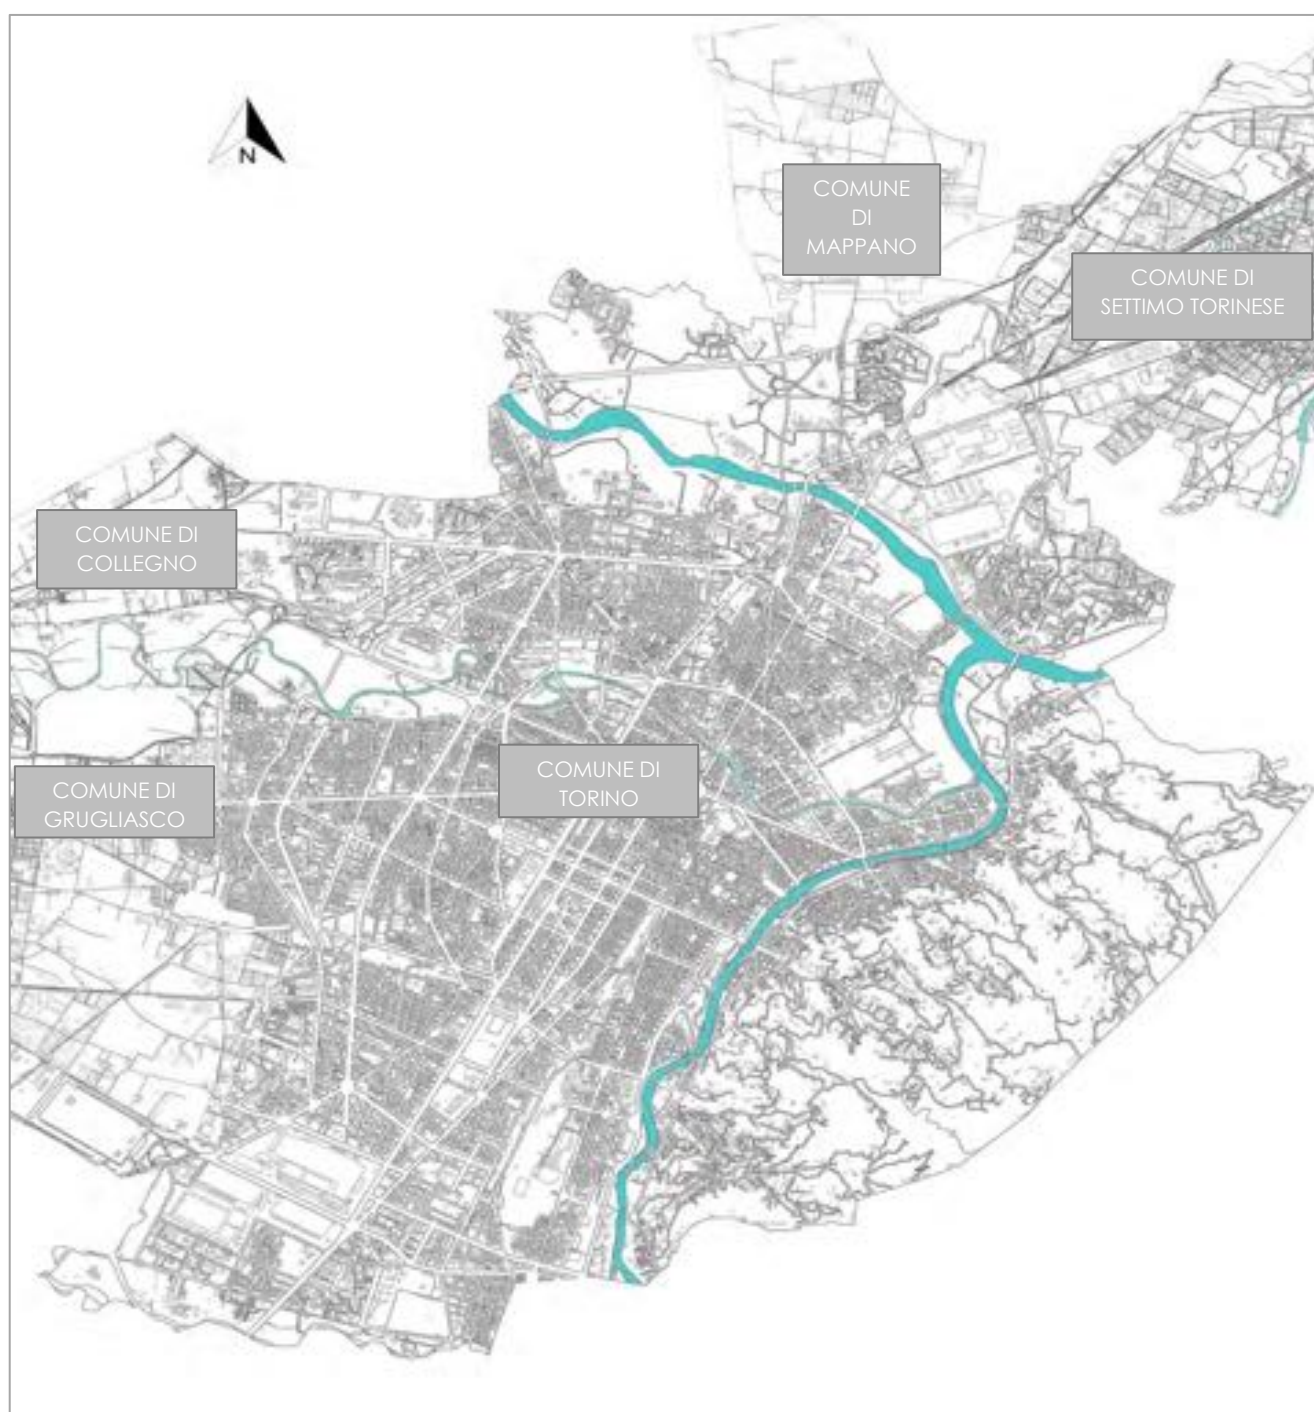 N
COMUNE
DI
MAPPANO
COMUNE DI
SETTIMO TORINESE
COMUNE DI
COLLEGNO
COMUNE DI
TORINO
COMUNE DI
GRUGLIASCO